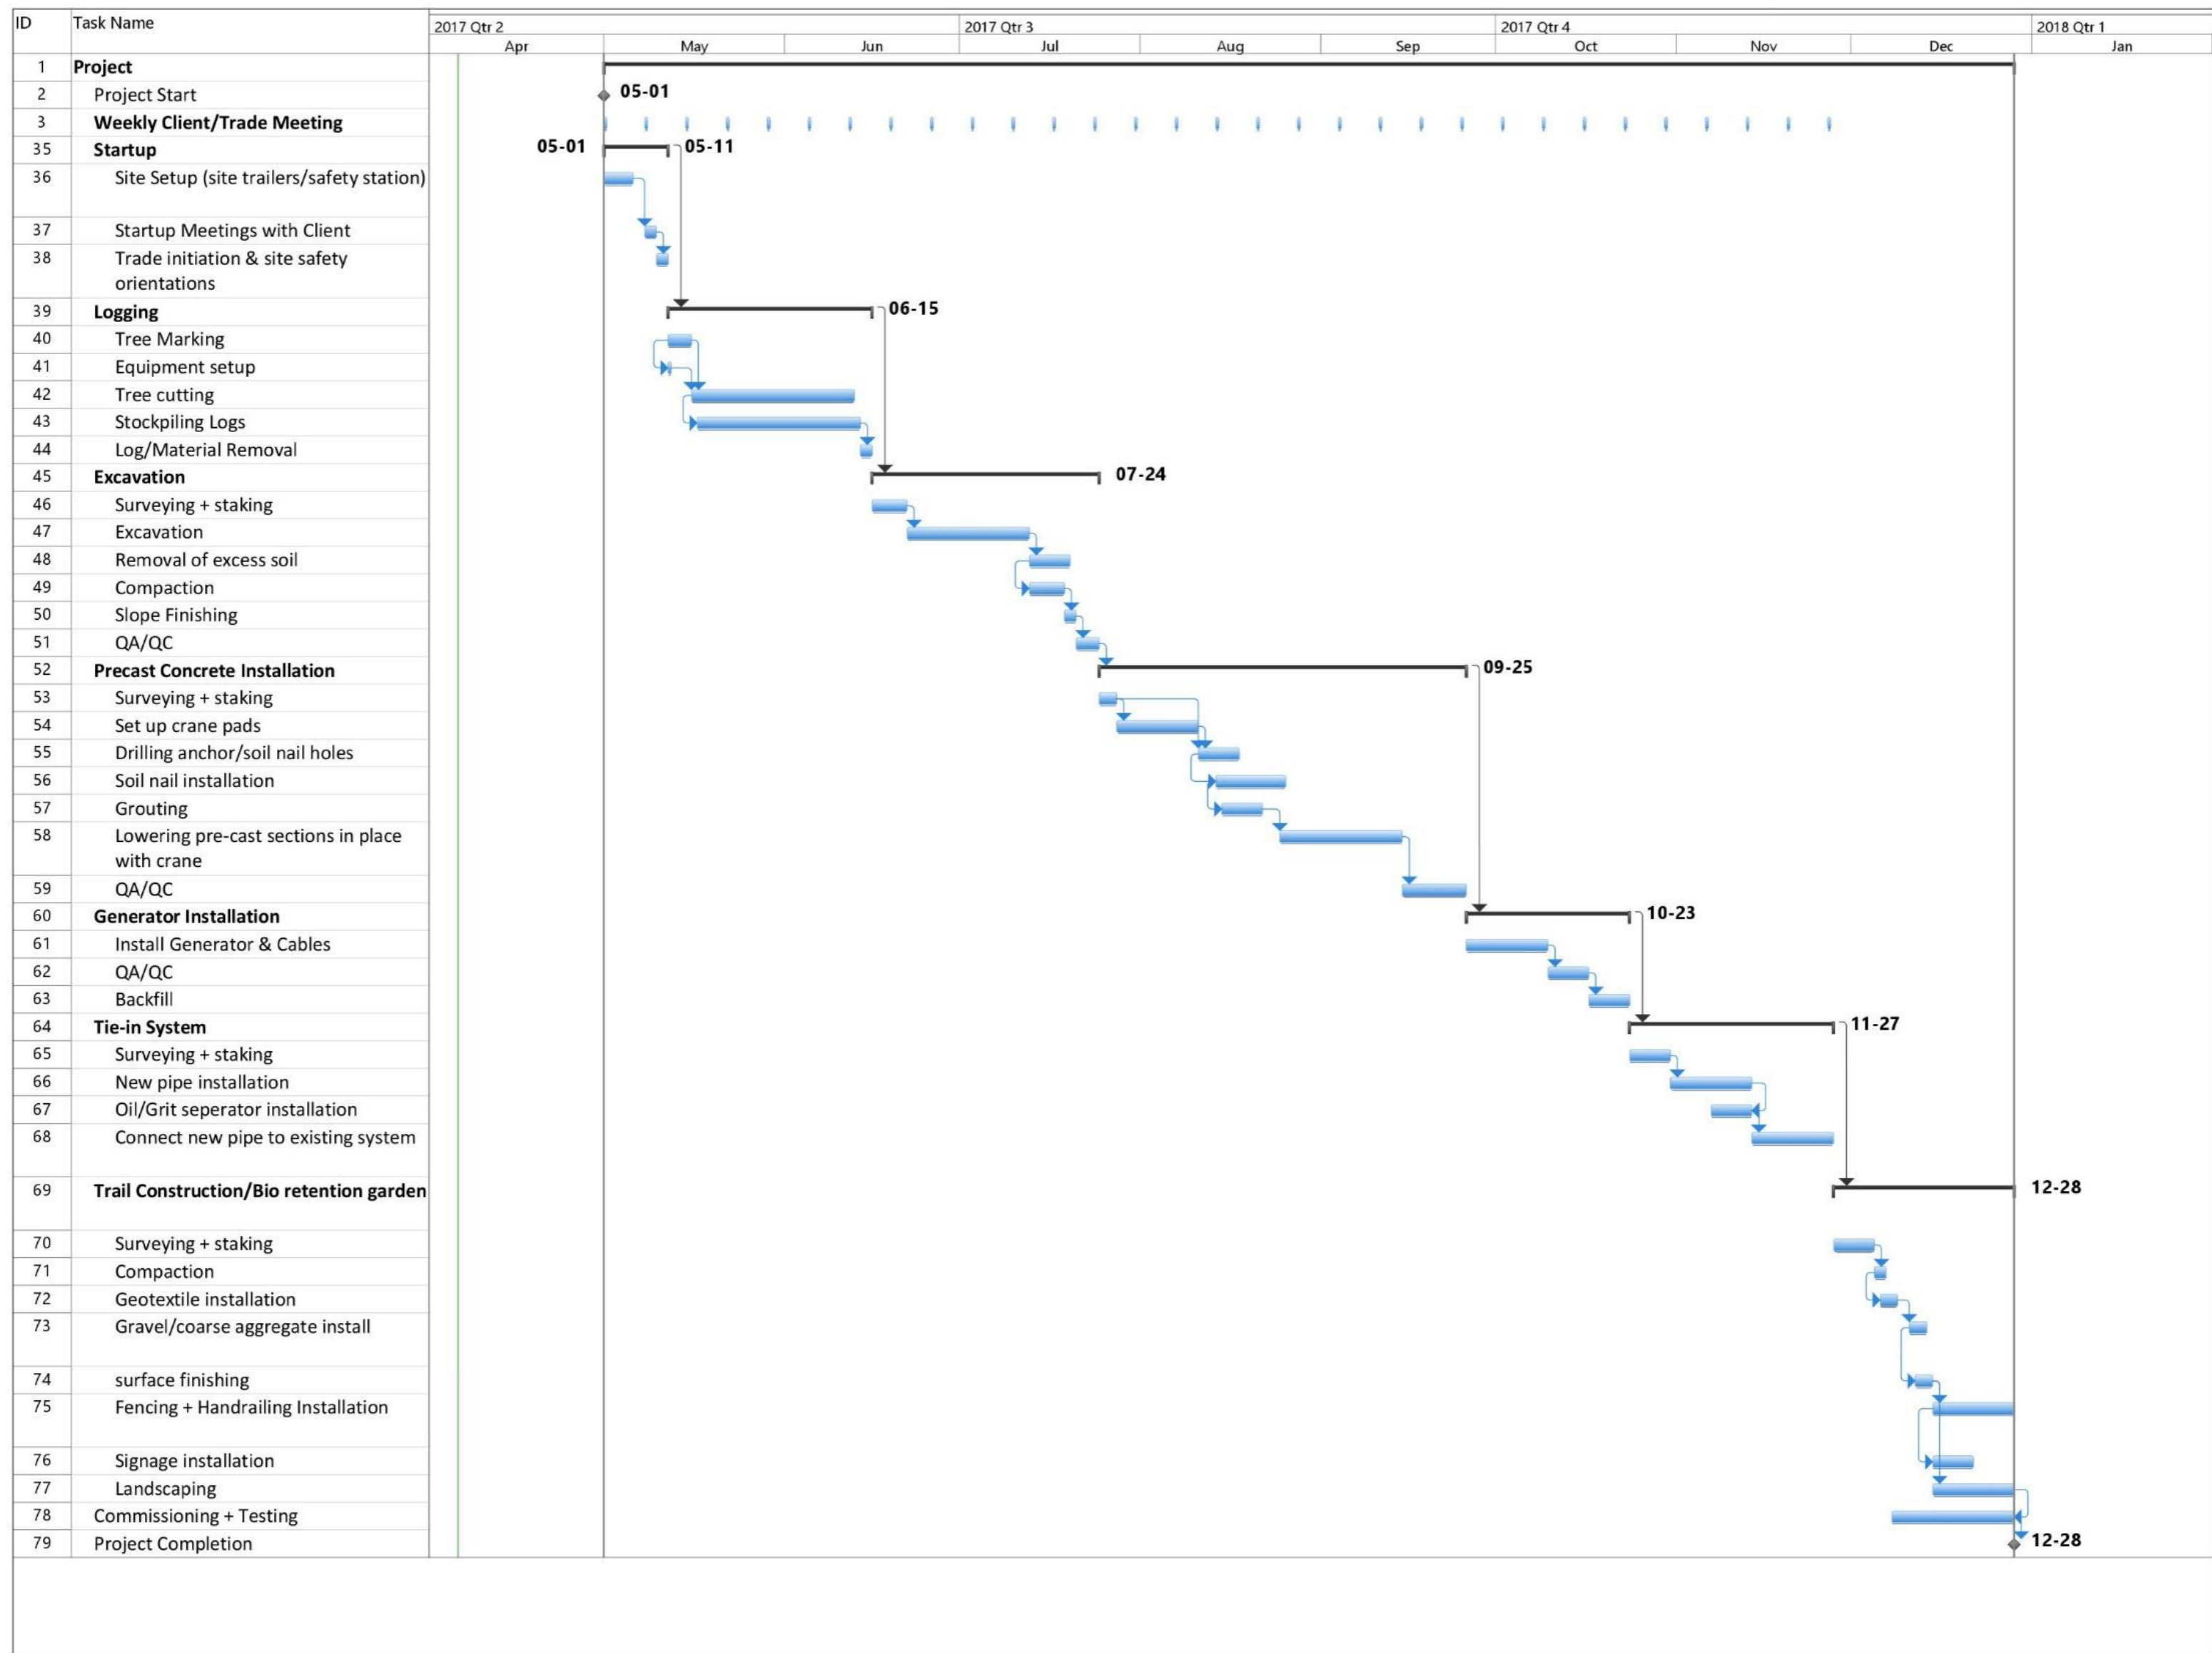 ID Task Name 2017 Qtr 2 2017 Qtr 3 2017 Qtr 4 2018 Qtr 1
Apr May Jun Jul Aug Sep Oct Nov Dec Jan
1 Project
2 Project Start 05-01
3 Weekly Client/Trade Meeting
35 Startup 05-01 05-11
36 Site Setup (site trailers/safety station)
37 Startup Meetings with Client
38 Trade initiation & site safety
orientations
39 Logging 06-15
40 Tree Marking
41 Equipment setup
42 Tree cutting
43 Stockpiling Logs
44 Log/Material Removal
45 Excavation 07-24
46 Surveying + staking
47 Excavation
48 Removal of excess soil
49 Compaction
50 Slope Finishing
51 QA/QC
52 Precast Concrete Installation 09-25
53 Surveying + staking
54 Set up crane pads
55 Drilling anchor/soil nail holes
56 Soil nail installation
57 Grouting
58 Lowering pre-cast sections in place
with crane
59 QA/QC
60 Generator Installation 10-23
61 Install Generator & Cables
62 QA/QC
63 Backfill
64 Tie-in System 11-27
65 Surveying + staking
66 New pipe installation
67 Oil/Grit seperator installation
68 Connect new pipe to existing system
69 Trail Construction/Bio retention garden 12-28
70 Surveying + staking
71 Compaction
72 Geotextile installation
73 Gravel/coarse aggregate install
74 surface finishing
75 Fencing + Handrailing Installation
76 Signage installation
77 Landscaping
78 Commissioning + Testing
79 Project Completion 12-28